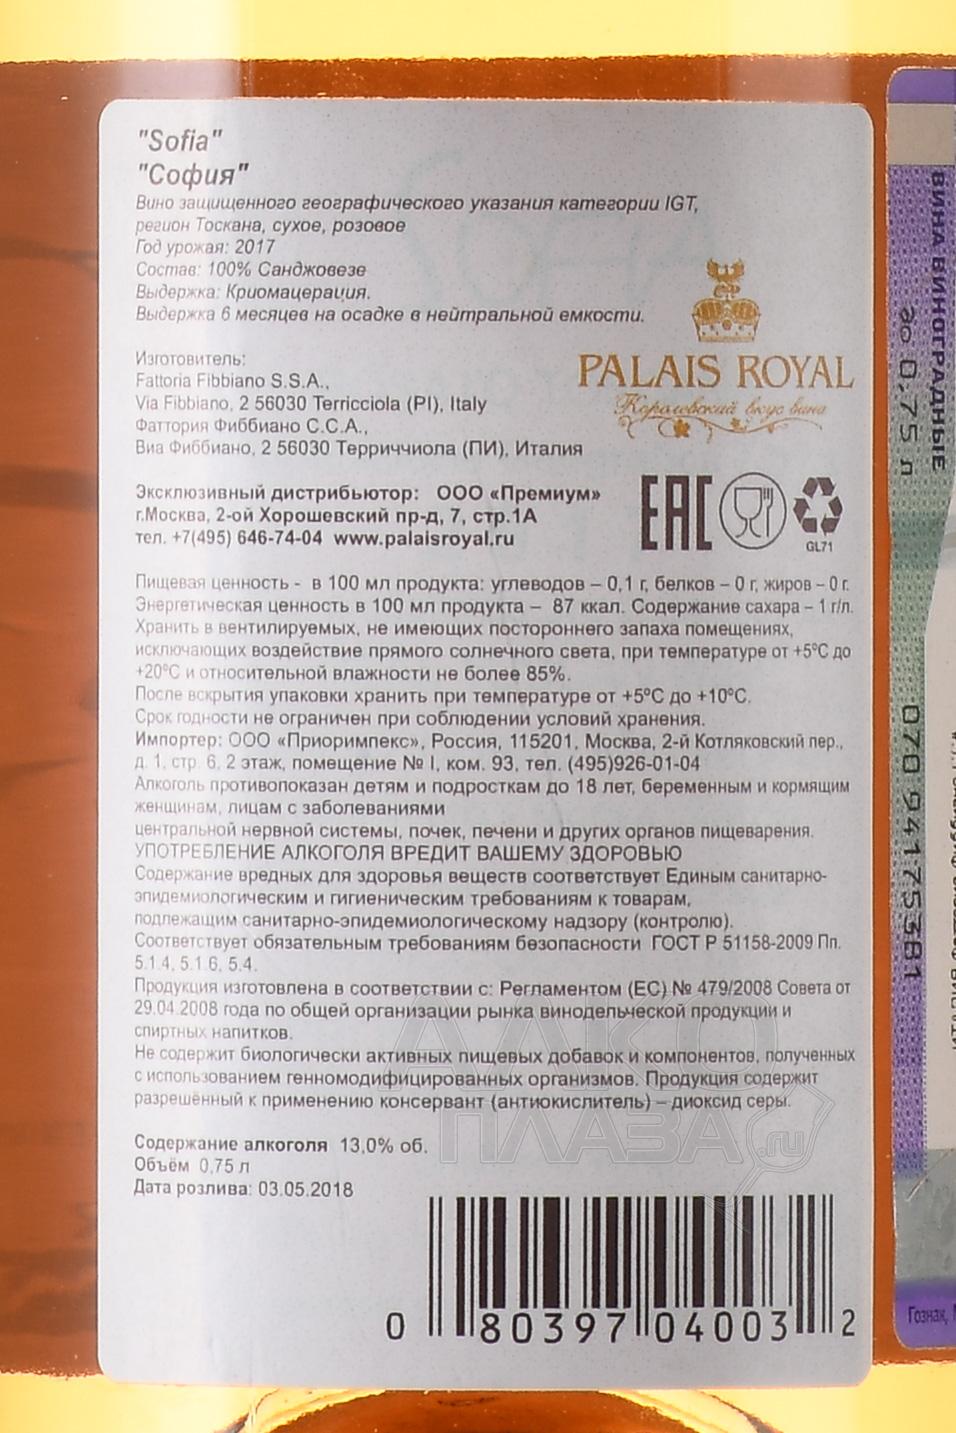 "Sofia"
"София"
Вино защищенного географического указания категории IGT,
регион Тоскана, сухое, розовое
Год урожая: 2017
Состав: 100% Санджовезе
Выдержка: Криомацерация.
Выдержка 6 месяцев на осадке в нейтральной емкости.
PALAIS ROYAL
Королевский вкус вина
Изготовитель:
Fattoria Fibbiano S.S.A.,
Via Fibbiano, 2 56030 Terricciola (PI), Italy
Фаттория Фиббиано С.С.А.,
Виа Фиббиано, 2 56030 Терриччиола (ПИ), Италия
Эксклюзивный дистрибьютор: ООО «Премиум»
г.Москва, 2-ой Хорошевский пр-д, 7, стр.1А
тел. +7(495) 646-74-04 www.palaisroyal.ru
EAC
GL71
Пищевая ценность - в 100 мл продукта: углеводов – 0,1 г, белков – 0 г, жиров – 0 г.
Энергетическая ценность в 100 мл продукта – 87 ккал. Содержание сахара – 1 г/л.
Хранить в вентилируемых, не имеющих постороннего запаха помещениях,
исключающих воздействие прямого солнечного света, при температуре от +5°С до
+20°С и относительной влажности не более 85%.
После вскрытия упаковки хранить при температуре от +5°С до +10°С.
Срок годности не ограничен при соблюдении условий хранения.
Импортер: ООО «Приоримпекс», Россия, 115201, Москва, 2-й Котляковский пер.,
д. 1, стр. 6, 2 этаж, помещение № I, ком. 93, тел. (495)926-01-04
Алкоголь противопоказан детям и подросткам до 18 лет, беременным и кормящим
женщинам, лицам с заболеваниями
центральной нервной системы, почек, печени и других органов пищеварения.
УПОТРЕБЛЕНИЕ АЛКОГОЛЯ ВРЕДИТ ВАШЕМУ ЗДОРОВЬЮ
Содержание вредных для здоровья веществ соответствует Единым санитарно-
эпидемиологическим и гигиеническим требованиям к товарам,
подлежащим санитарно-эпидемиологическому надзору (контролю).
Соответствует обязательным требованиям безопасности ГОСТ Р 51158-2009 Пп.
5.1.4, 5.1.6, 5.4.
Продукция изготовлена в соответствии с: Регламентом (ЕС) № 479/2008 Совета от
29.04.2008 года по общей организации рынка винодельческой продукции и
спиртных напитков.
Не содержит биологически активных пищевых добавок и компонентов, полученных
с использованием генномодифицированных организмов. Продукция содержит
разрешённый к применению консервант (антиокислитель) – диоксид серы.
Содержание алкоголя 13,0% об.
Объём 0,75 л
Дата розлива: 03.05.2018
0 80397 04003 2
АЛКО
ПЛАЗА.ru
ВИНА ВИНОГРАДНЫЕ
до 0,75 л
070 94175381
Гознак,